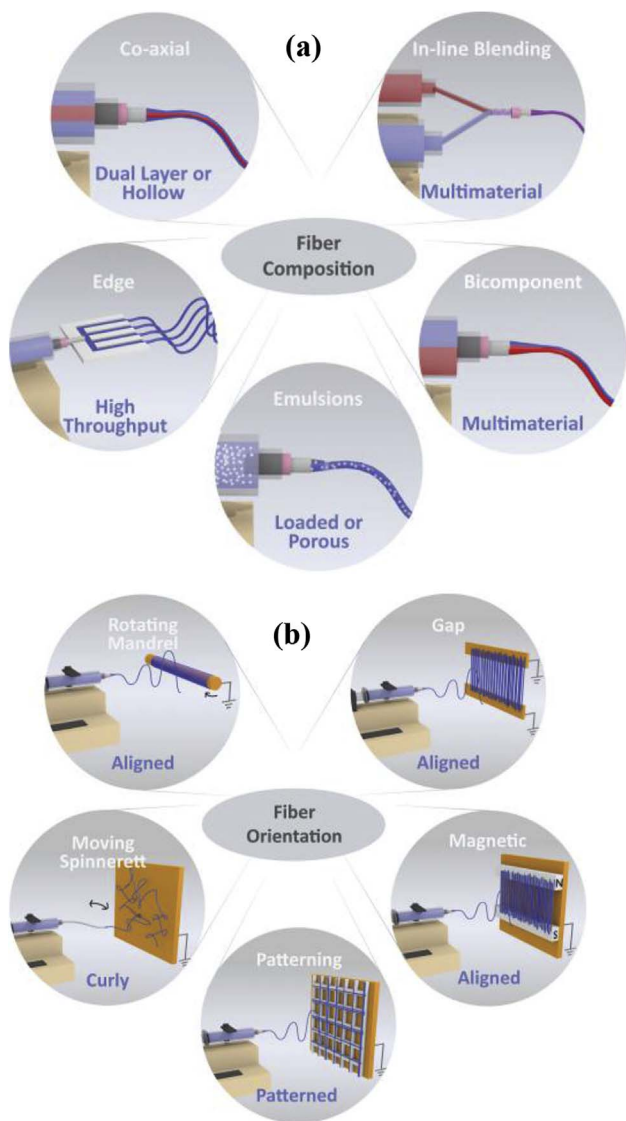 (a)
Co-axial
In-line Blending
Dual Layer or
Hollow
Multimaterial
Fiber
Composition
Edge
Bicomponent
High
Throughput
Emulsions
Multimaterial
Loaded or
Porous
(b)
Rotating
Mandrel
Gap
Aligned
Aligned
Fiber
Orientation
Moving
Spinnerett
Magnetic
N
S
Curly
Patterning
Aligned
Patterned